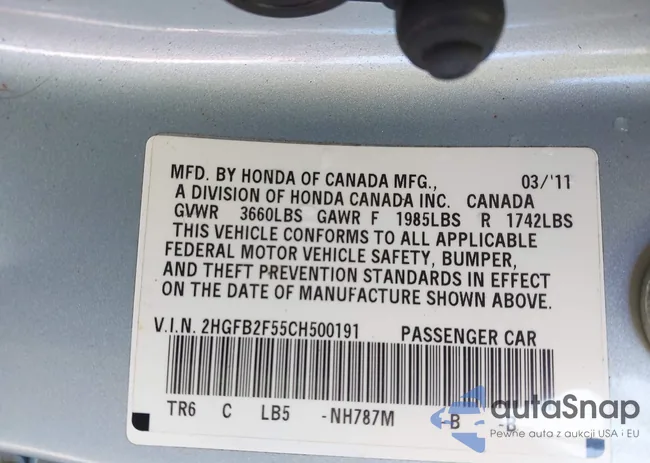 MFD. BY HONDA OF CANADA MFG., 03/'11
A DIVISION OF HONDA CANADA INC. CANADA
GVWR 3660LBS GAWR F 1985LBS R 1742LBS
THIS VEHICLE CONFORMS TO ALL APPLICABLE
FEDERAL MOTOR VEHICLE SAFETY, BUMPER,
AND THEFT PREVENTION STANDARDS IN EFFECT
ON THE DATE OF MANUFACTURE SHOWN ABOVE.
V.I.N. 2HGFB2F55CH500191 PASSENGER CAR
TR6 C LB5 -NH787M -B -B
autoSnap
Pewne auta z aukcji USA i EU